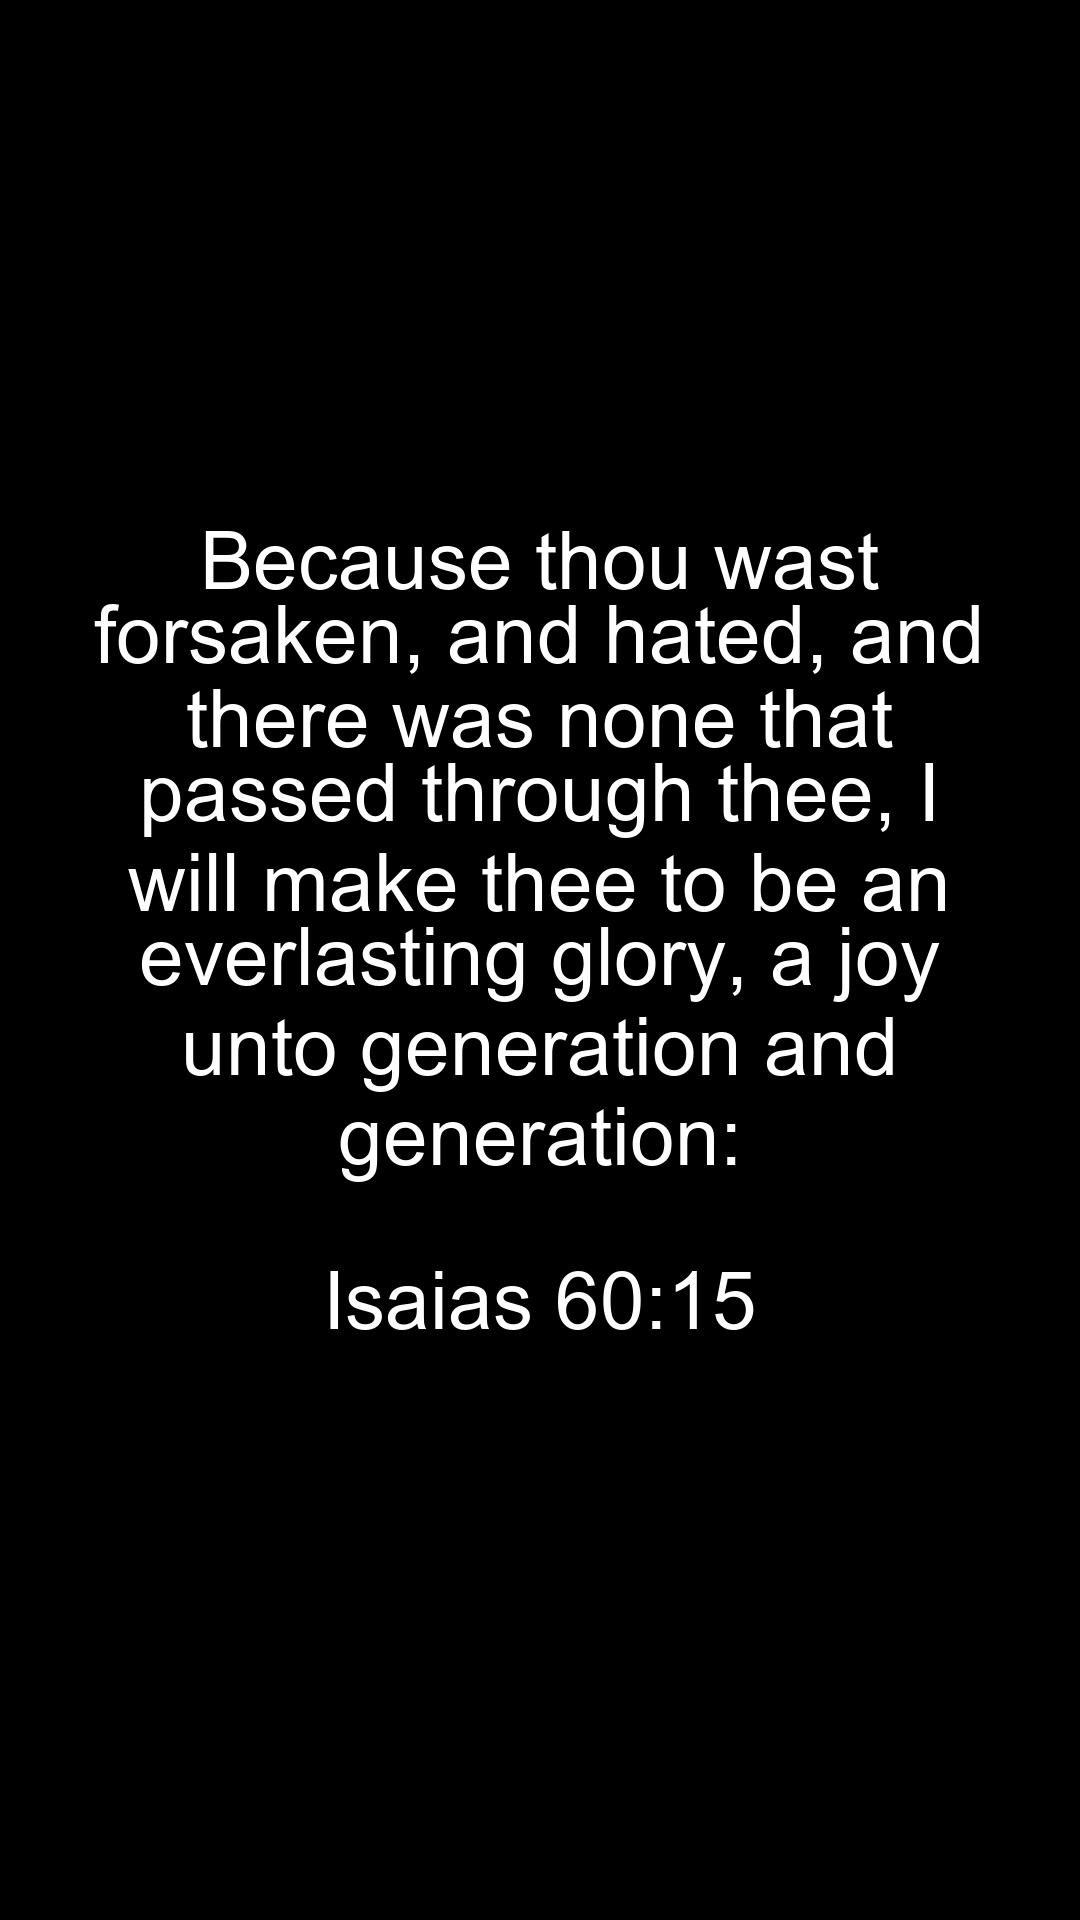 Because thou wast
forsaken, and hated, and
there was none that
passed through thee, I
will make thee to be an
everlasting glory, a joy
unto generation and
generation:
Isaias 60:15